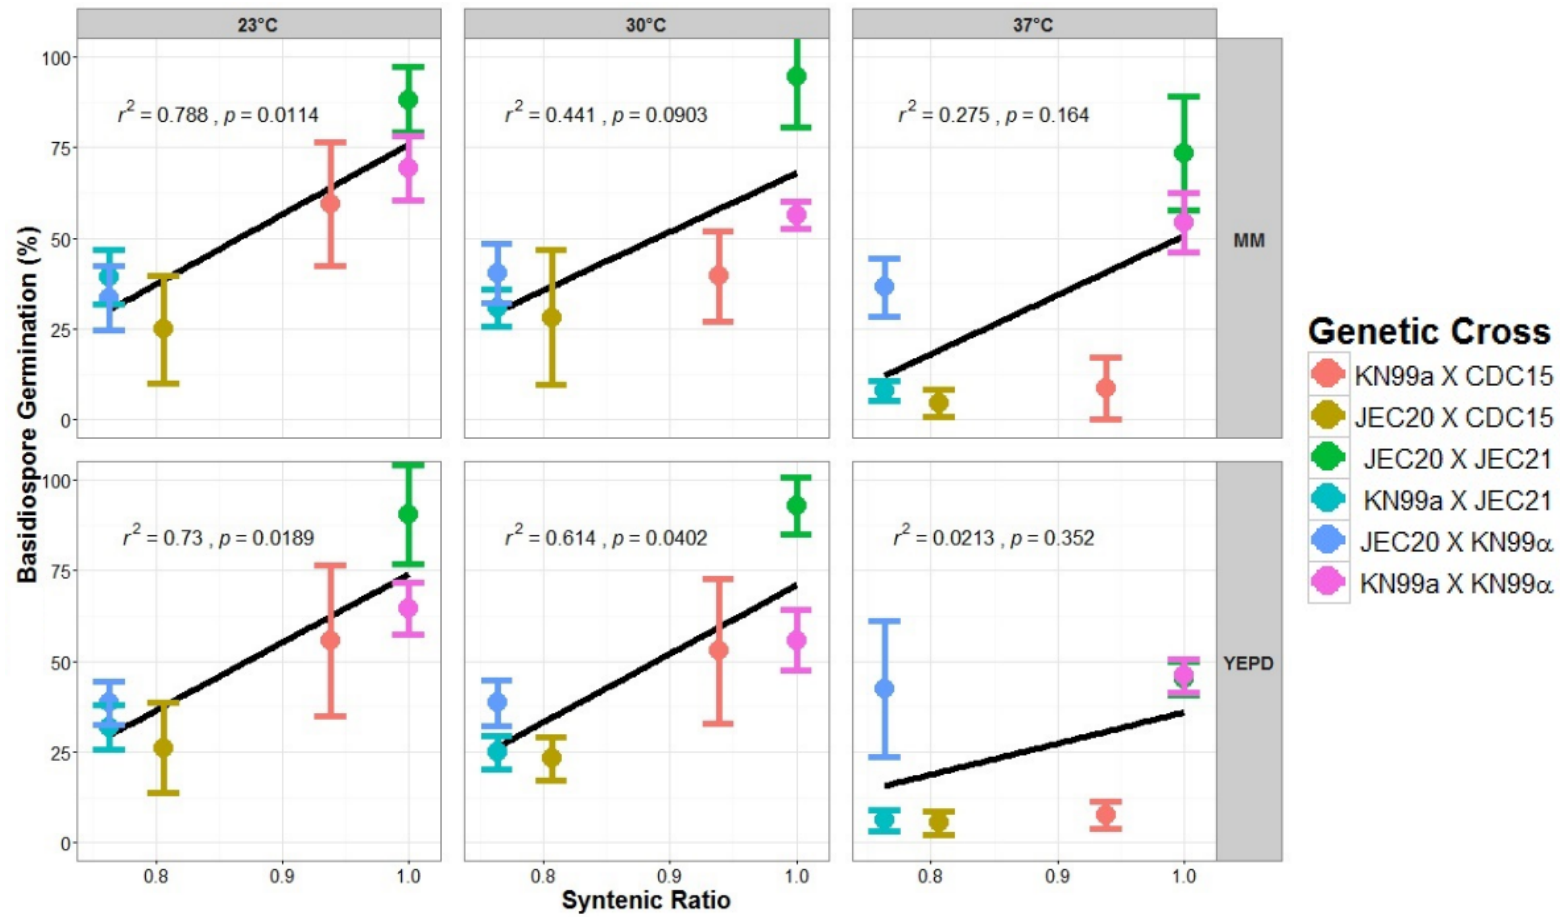 23°C 30°C 37°C
100
75
50
25
0
r² = 0.788 , p = 0.0114
r² = 0.441 , p = 0.0903
r² = 0.275 , p = 0.164
MM
100
75
50
25
0
r² = 0.73 , p = 0.0189
r² = 0.614 , p = 0.0402
r² = 0.0213 , p = 0.352
YEPD
0.8 0.9 1.0
0.8 0.9 1.0
0.8 0.9 1.0
Basidiospore Germination (%)
Syntenic Ratio
Genetic Cross
KN99a X CDC15
JEC20 X CDC15
JEC20 X JEC21
KN99a X JEC21
JEC20 X KN99α
KN99a X KN99α